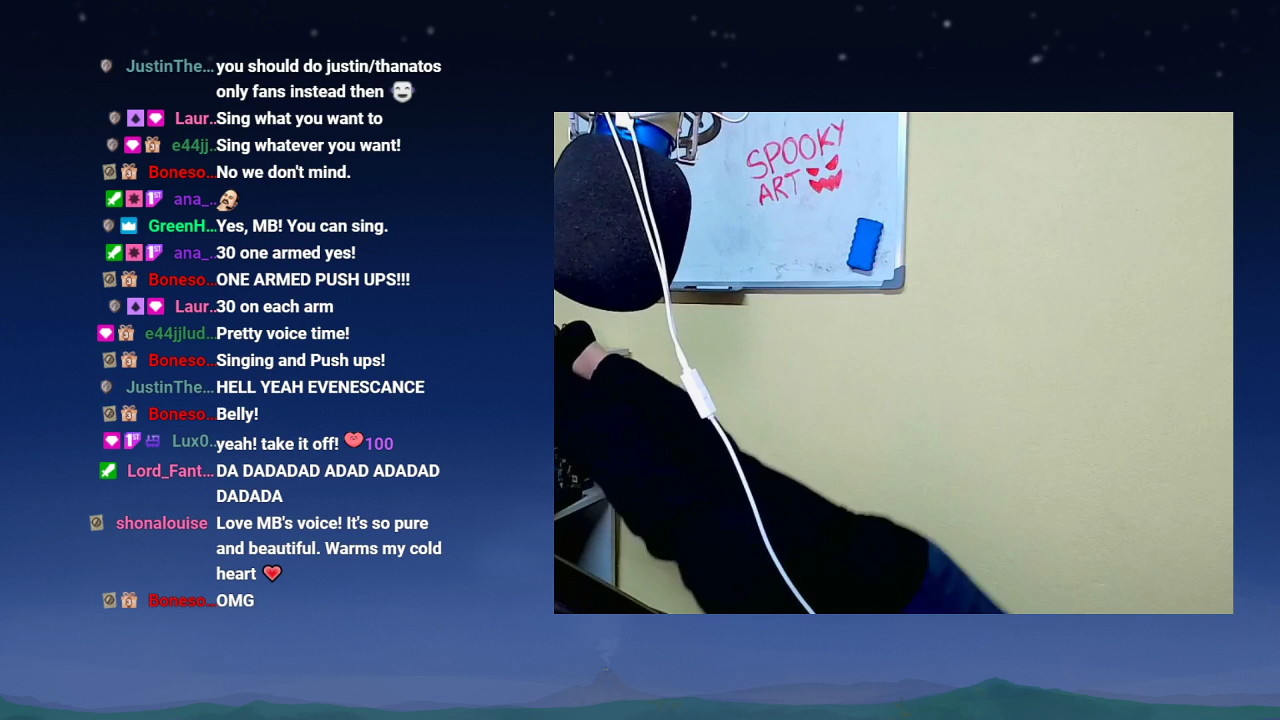 JustinThe... you should do justin/thanatos
only fans instead then
Laur... Sing what you want to
e44jj... Sing whatever you want!
Boneso... No we don't mind.
ana_...
GreenH... Yes, MB! You can sing.
ana_... 30 one armed yes!
Boneso... ONE ARMED PUSH UPS!!!
Laur... 30 on each arm
e44jjlud... Pretty voice time!
Boneso... Singing and Push ups!
JustinThe... HELL YEAH EVENESCANCE
Boneso... Belly!
Lux0... yeah! take it off! 100
Lord_Fant... DA DADADAD ADAD ADADAD
DADADA
shonalouise Love MB's voice! It's so pure
and beautiful. Warms my cold
heart
Boneso... OMG
SPOOKY
ART